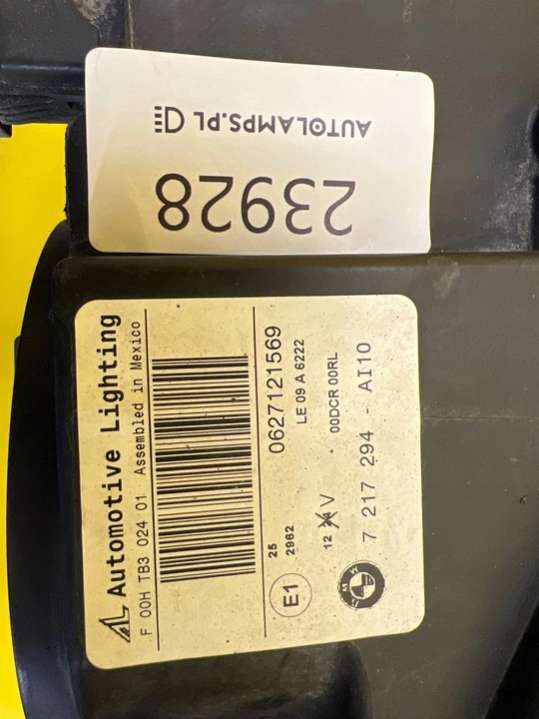 AUTOLAMPS.PL
23928
Automotive Lighting
F 00H TB3 024 01 Assembled in Mexico
0627121569
25 LE 09 A 6222
E1 2962
12 V 00DCR 00RL
BMW 7 217 294 - AI10